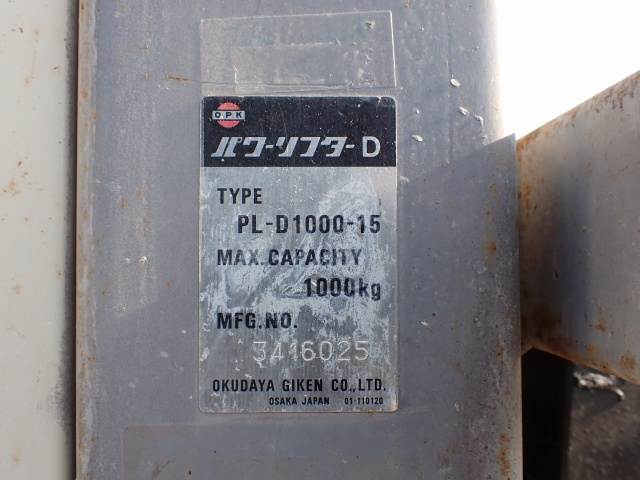 OPK
パワーリフターD
TYPE
PL-D1000-15
MAX.CAPACITY
1000kg
MFG.NO.
3416025
OKUDAYA GIKEN CO.,LTD.
OSAKA JAPAN 01-110120